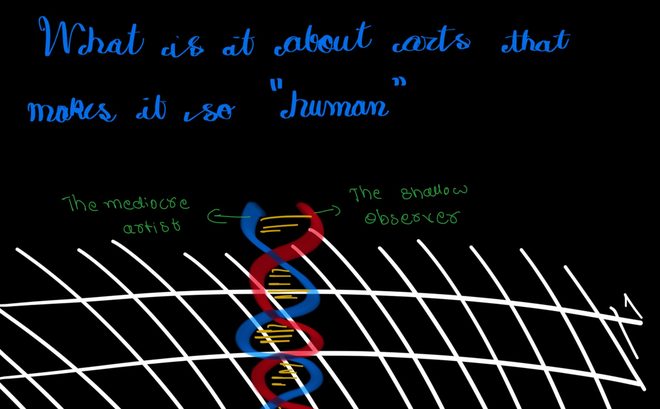 What is it about arts that
makes it so "human"
The mediocre
artist
The shallow
observer